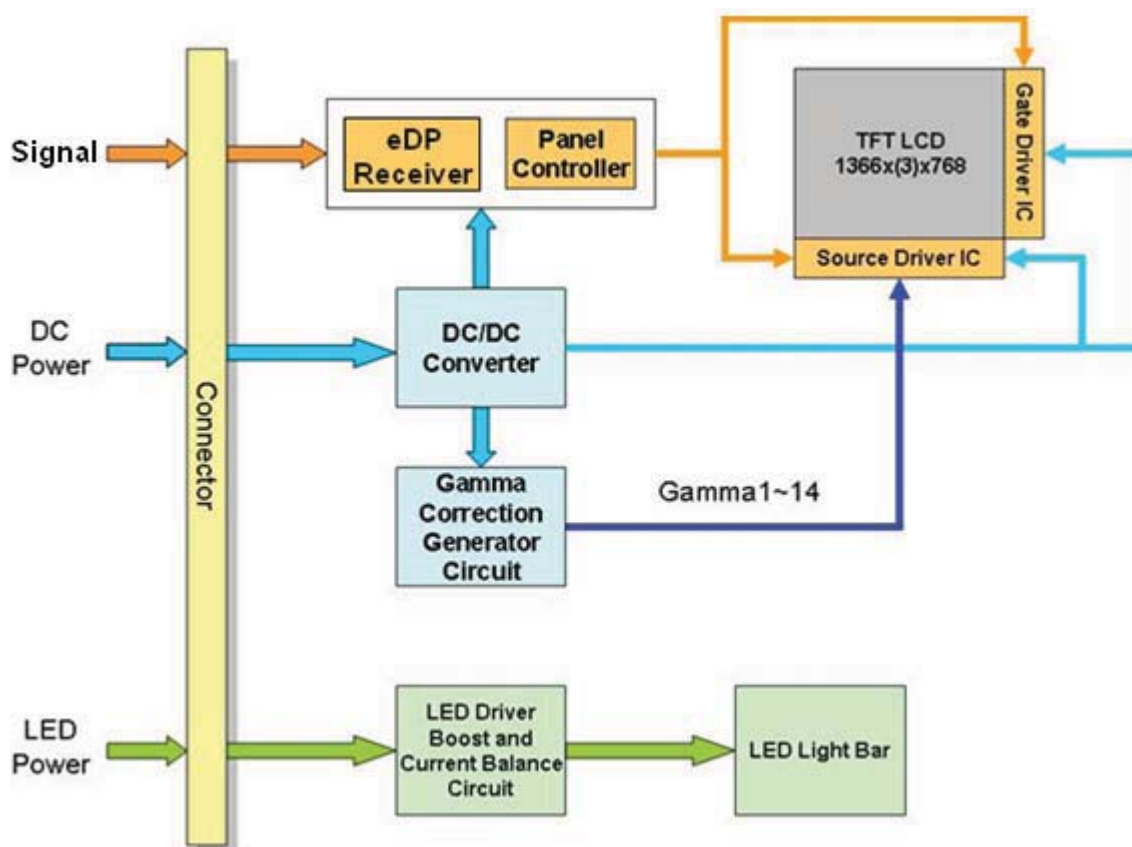 Signal
eDP
Receiver
Panel
Controller
TFT LCD
1366x(3)x768
Gate Driver IC
Source Driver IC
DC
Power
Connector
DC/DC
Converter
Gamma
Correction
Generator
Circuit
Gamma1~14
LED
Power
LED Driver
Boost and
Current Balance
Circuit
LED Light Bar